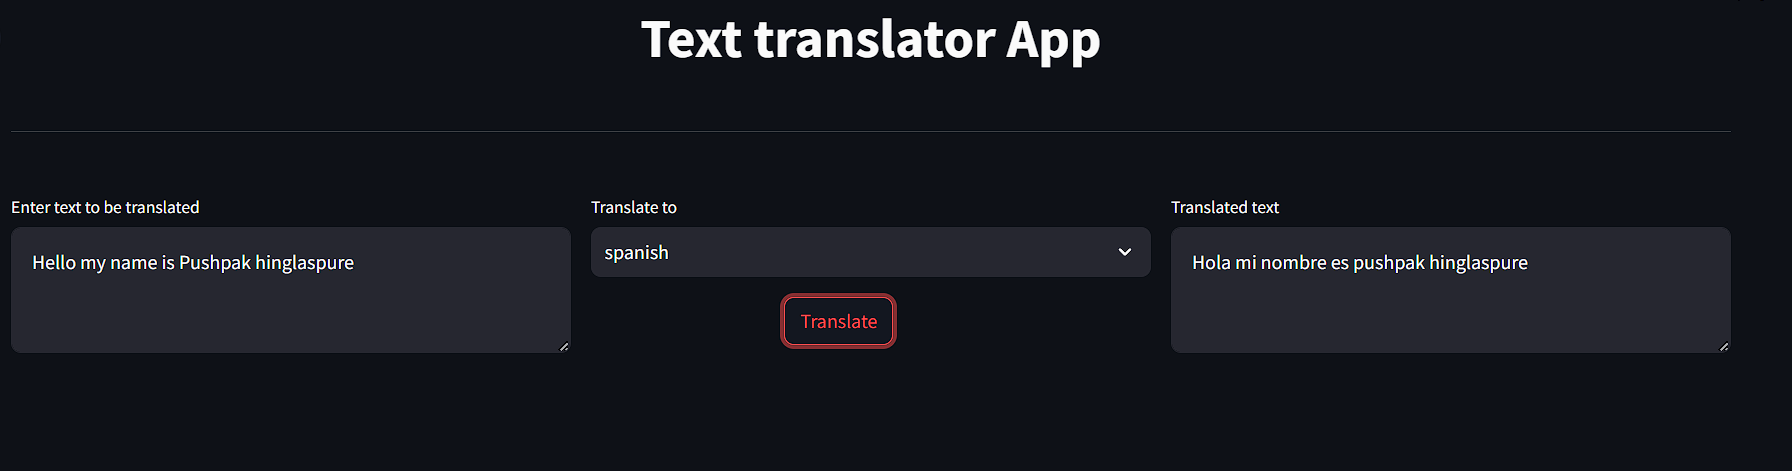 Text translator App
Enter text to be translated
Hello my name is Pushpak hinglaspure
Translate to
spanish
Translate
Translated text
Hola mi nombre es pushpak hinglaspure